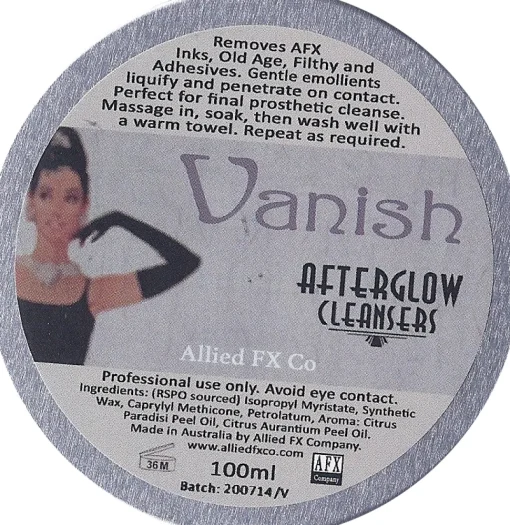 Removes AFX
Inks, Old Age, Filthy and
Adhesives. Gentle emollients
liquify and penetrate on contact.
Perfect for final prosthetic cleanse.
Massage in, soak, then wash well with
a warm towel. Repeat as required.
Vanish
AFTERGLOW
CLEANSERS
Allied FX Co
Professional use only. Avoid eye contact.
Ingredients: (RSPO sourced) Isopropyl Myristate, Synthetic
Wax, Caprylyl Methicone, Petrolatum, Aroma: Citrus
Paradisi Peel Oil, Citrus Aurantium Peel Oil.
Made in Australia by Allied FX Company.
www.alliedfxco.com
36 M
100ml
AFX
Company
Batch: 200714/V